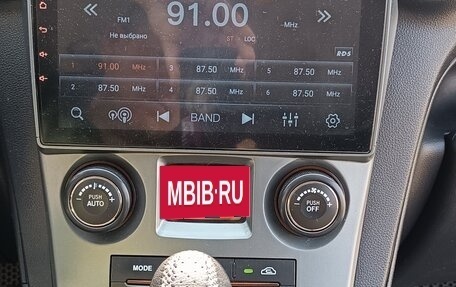 91.00
FM1
MHz
Не выбрано
ST LOC
RDS
1 91.00 MHz 3 87.50 MHz 5 87.50 MHz
2 87.50 MHz 4 87.50 MHz 6 87.50 MHz
BAND
PUSH AUTO
MBIB·RU
PUSH OFF
MODE